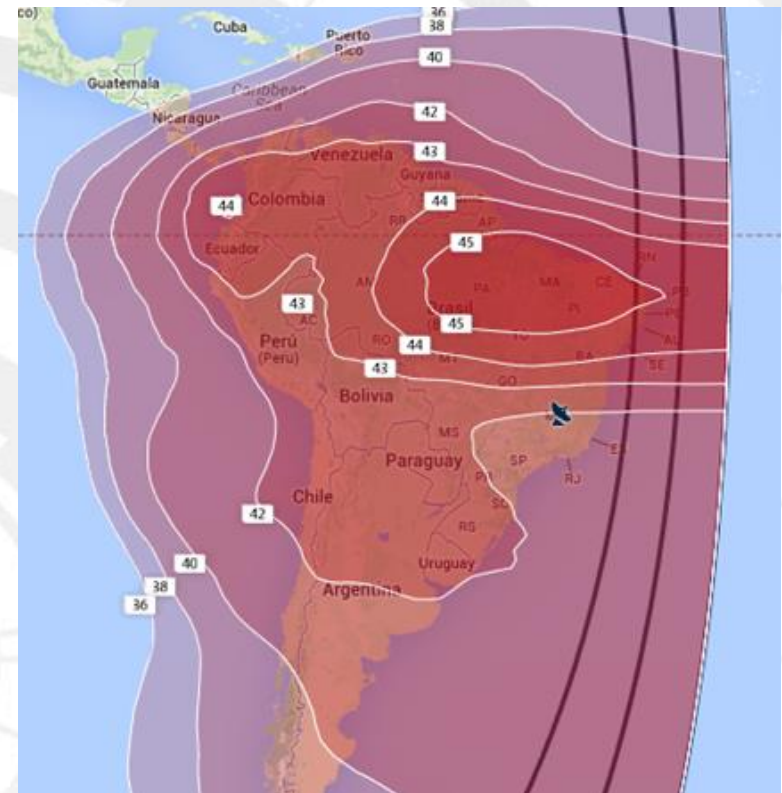 co)
36
38
Cuba
Puerto
Rico
40
Guatemala
Caribbean
Sea
Nicaragua
42
43
Venezuela
Guyana
44
44
Colombia
RR
AP
45
Ecuador
RN
AM
PA
MA
CE
PB
43
Brasil
PI
PE
AC
45
TO
AL
Perú
(Peru)
RO
44
MT
BA
SE
43
GO
Bolivia
MS
ES
Paraguay
SP
PR
RJ
Chile
SC
42
RS
Uruguay
40
Argentina
38
36